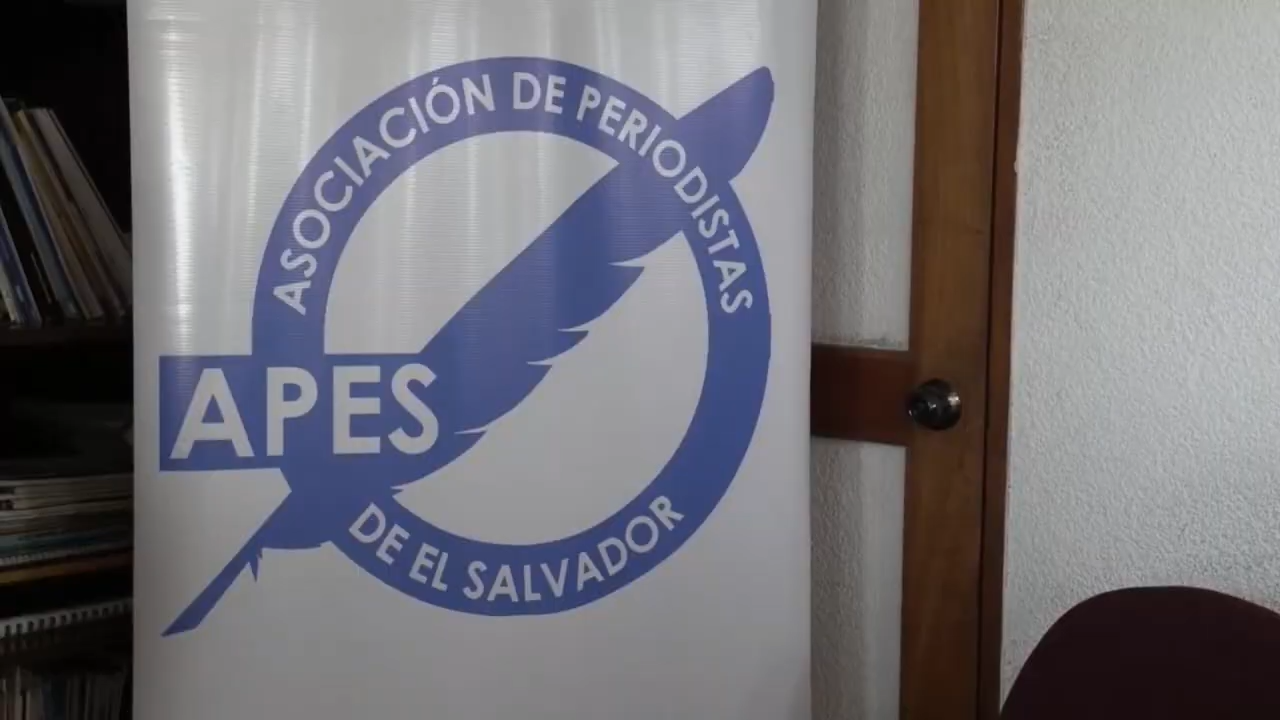 ASOCIACIÓN DE PERIODISTAS
APES
DE EL SALVADOR